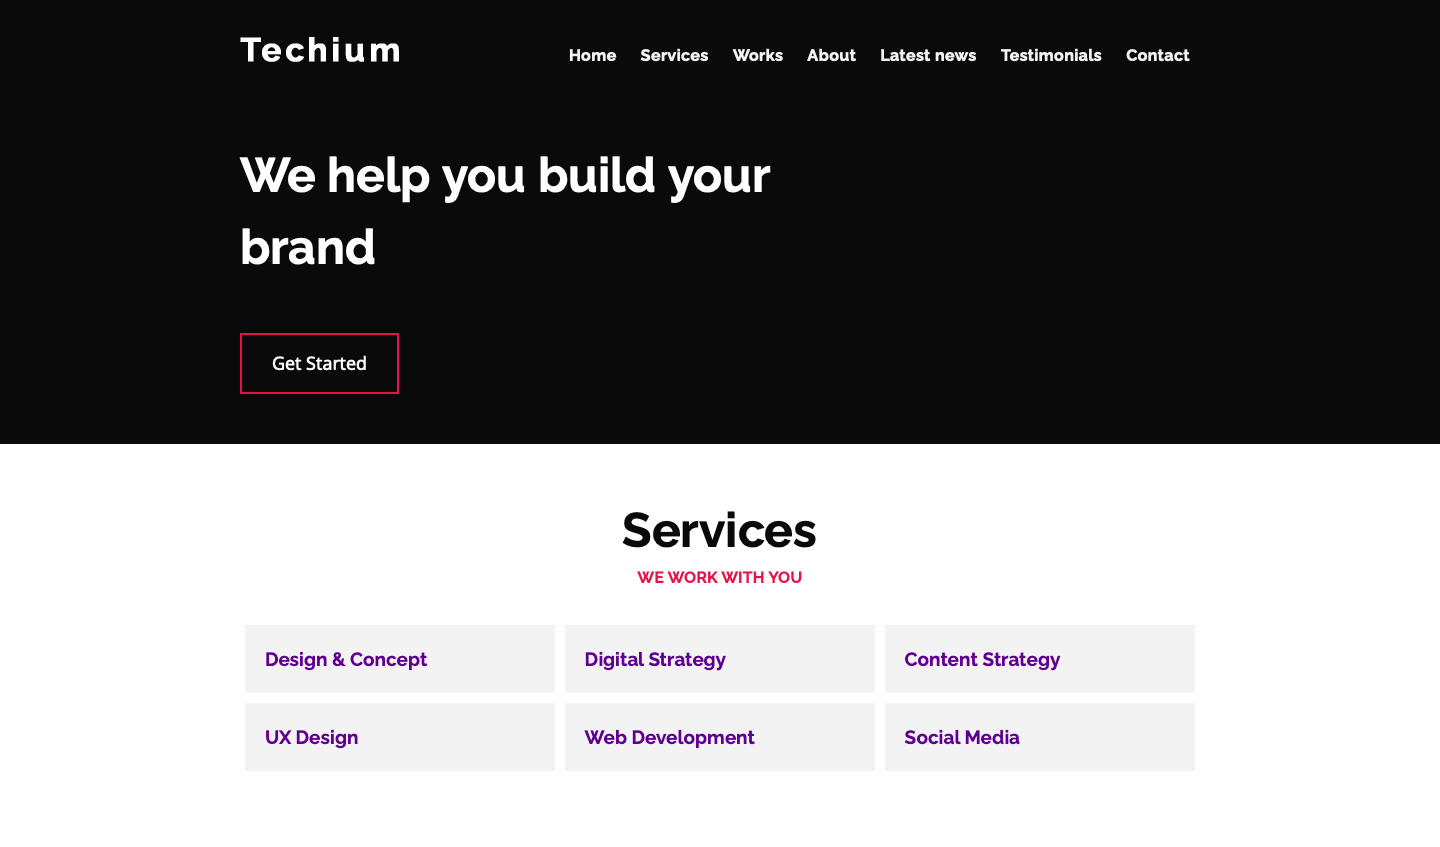 Techium
Home Services Works About Latest news Testimonials Contact
We help you build your
brand
Get Started
Services
WE WORK WITH YOU
Design & Concept
Digital Strategy
Content Strategy
UX Design
Web Development
Social Media